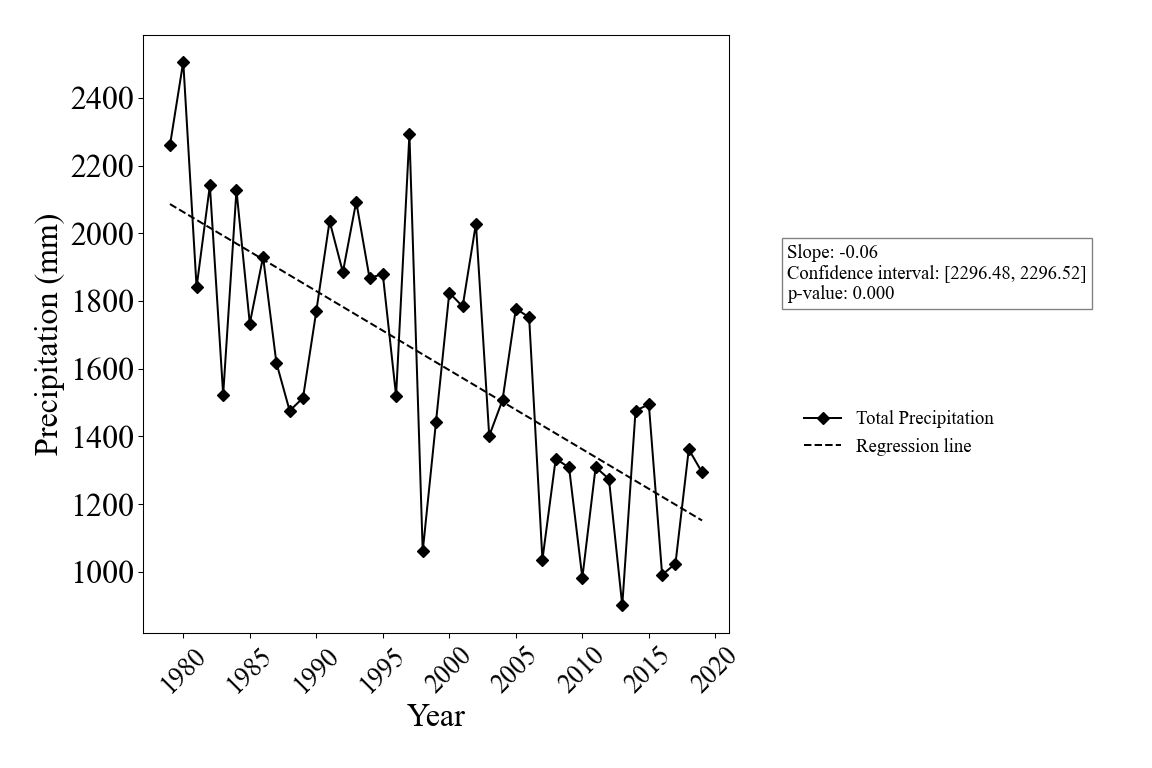 2400
2200
2000
1800
1600
1400
1200
1000
Precipitation (mm)
1980
1985
1990
1995
2000
2005
2010
2015
2020
Year
Slope: -0.06
Confidence interval: [2296.48, 2296.52]
p-value: 0.000
Total Precipitation
Regression line